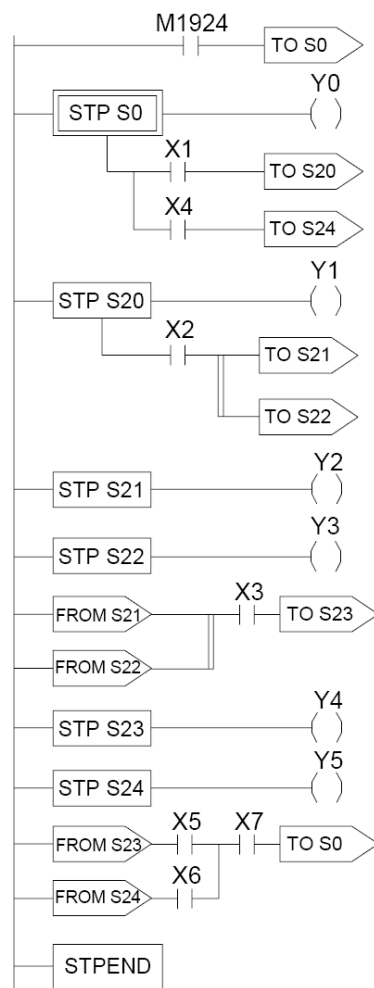 M1924
TO S0
STP S0
Y0
X1
TO S20
X4
TO S24
STP S20
Y1
X2
TO S21
TO S22
STP S21
Y2
STP S22
Y3
FROM S21
X3
TO S23
FROM S22
STP S23
Y4
STP S24
Y5
FROM S23
X5
X7
TO S0
FROM S24
X6
STPEND